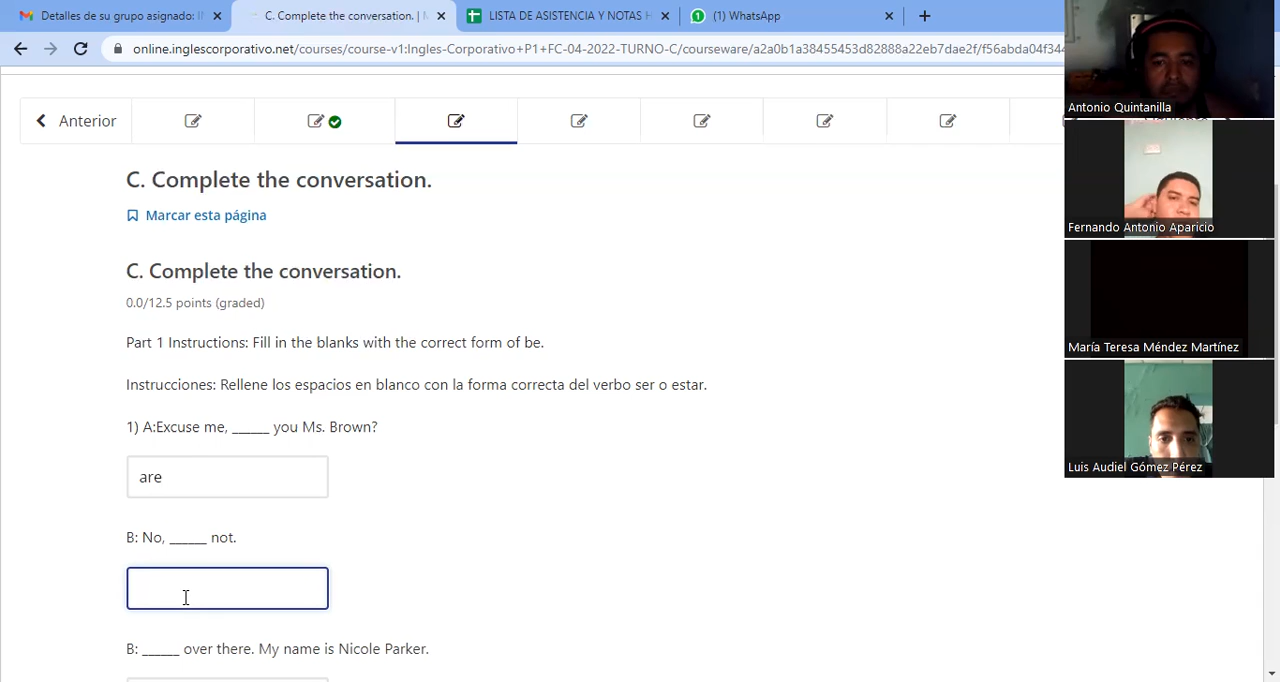 Detalles de su grupo asignado: I
C. Complete the conversation. | M
LISTA DE ASISTENCIA Y NOTAS H
(1) WhatsApp
online.inglescorporativo.net/courses/course-v1:Ingles-Corporativo+P1+FC-04-2022-TURNO-C/courseware/a2a0b1a38455453d82888a22eb7dae2f/f56abda04f344
Anterior
C. Complete the conversation.
Marcar esta página
C. Complete the conversation.
0.0/12.5 points (graded)
Part 1 Instructions: Fill in the blanks with the correct form of be.
Instrucciones: Rellene los espacios en blanco con la forma correcta del verbo ser o estar.
1) A:Excuse me, _____ you Ms. Brown?
are
B: No, _____ not.
B: _____ over there. My name is Nicole Parker.
Antonio Quintanilla
Fernando Antonio Aparicio
María Teresa Méndez Martínez
Luis Audiel Gómez Pérez